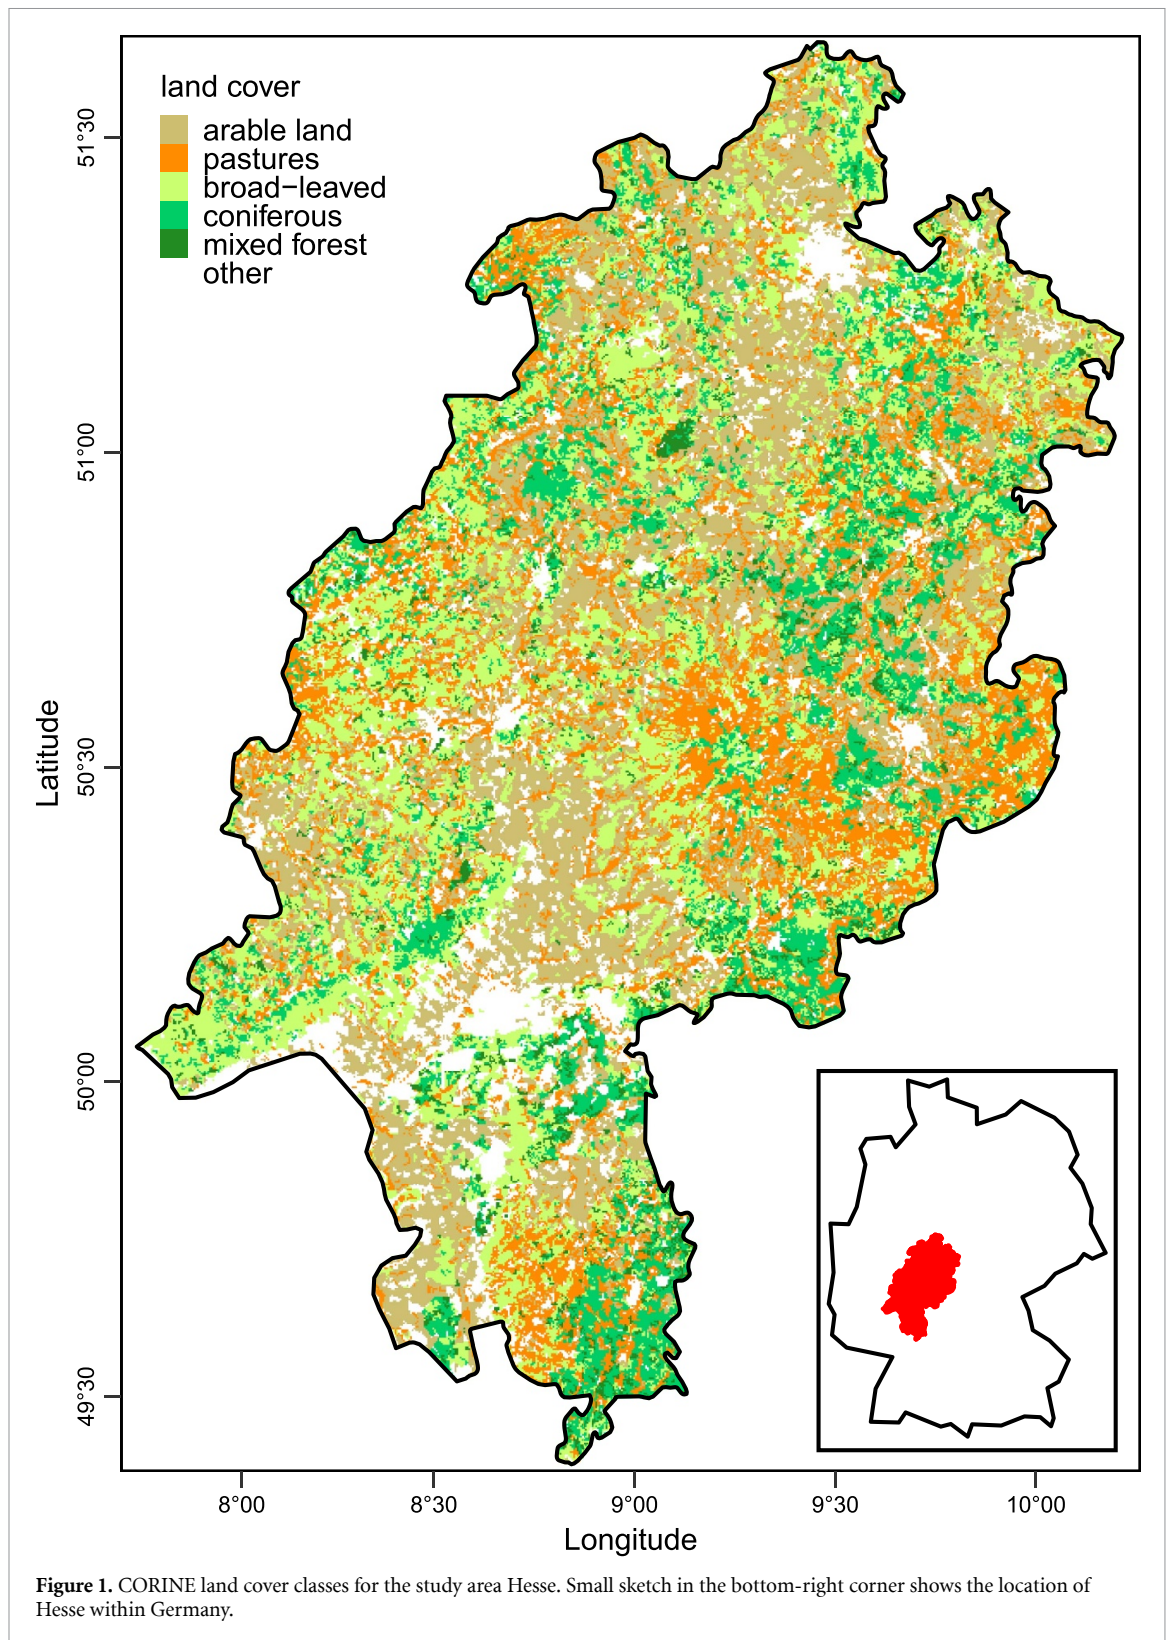 land cover
arable land
pastures
broad−leaved
coniferous
mixed forest
other
51°30
51°00
50°30
50°00
49°30
Latitude
8°00
8°30
9°00
9°30
10°00
Longitude
Figure 1. CORINE land cover classes for the study area Hesse. Small sketch in the bottom-right corner shows the location of
Hesse within Germany.